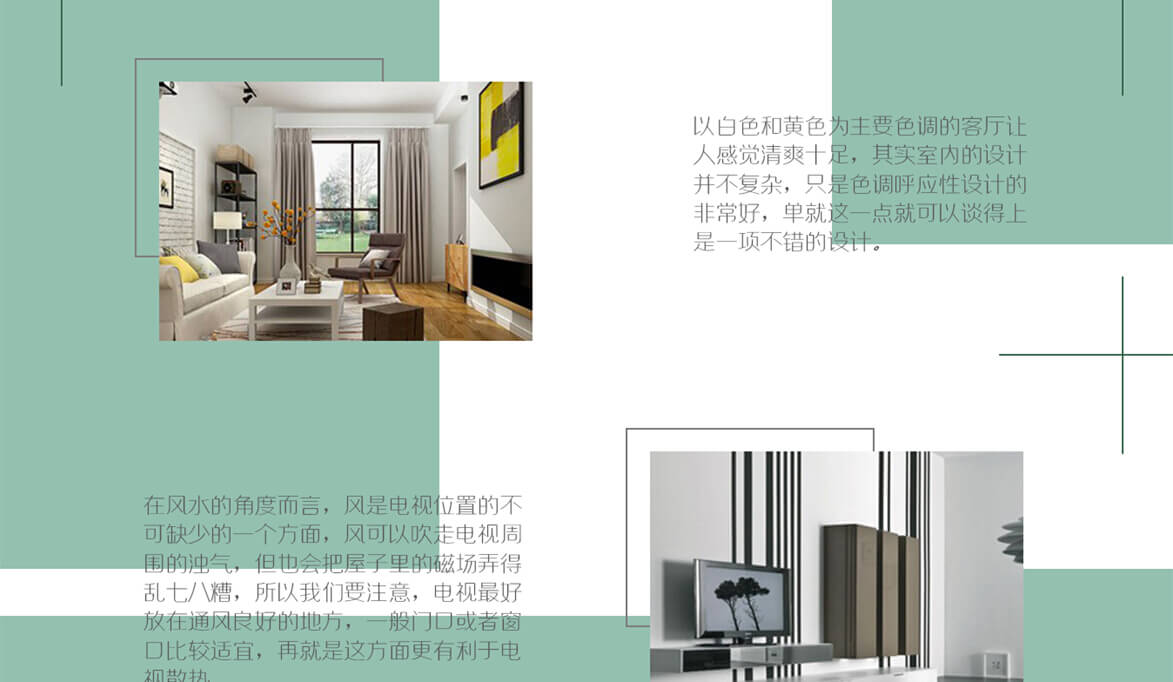 以白色和黄色为主要色调的客厅让
人感觉清爽十足，其实室内的设计
并不复杂，只是色调呼应性设计的
非常好，单就这一点就可以谈得上
是一项不错的设计。
在风水的角度而言，风是电视位置的不
可缺少的一个方面，风可以吹走电视周
围的浊气，但也会把屋子里的磁场弄得
乱七八糟，所以我们要注意，电视最好
放在通风良好的地方，一般门口或者窗
口比较适宜，再就是这方面更有利于电
视散热